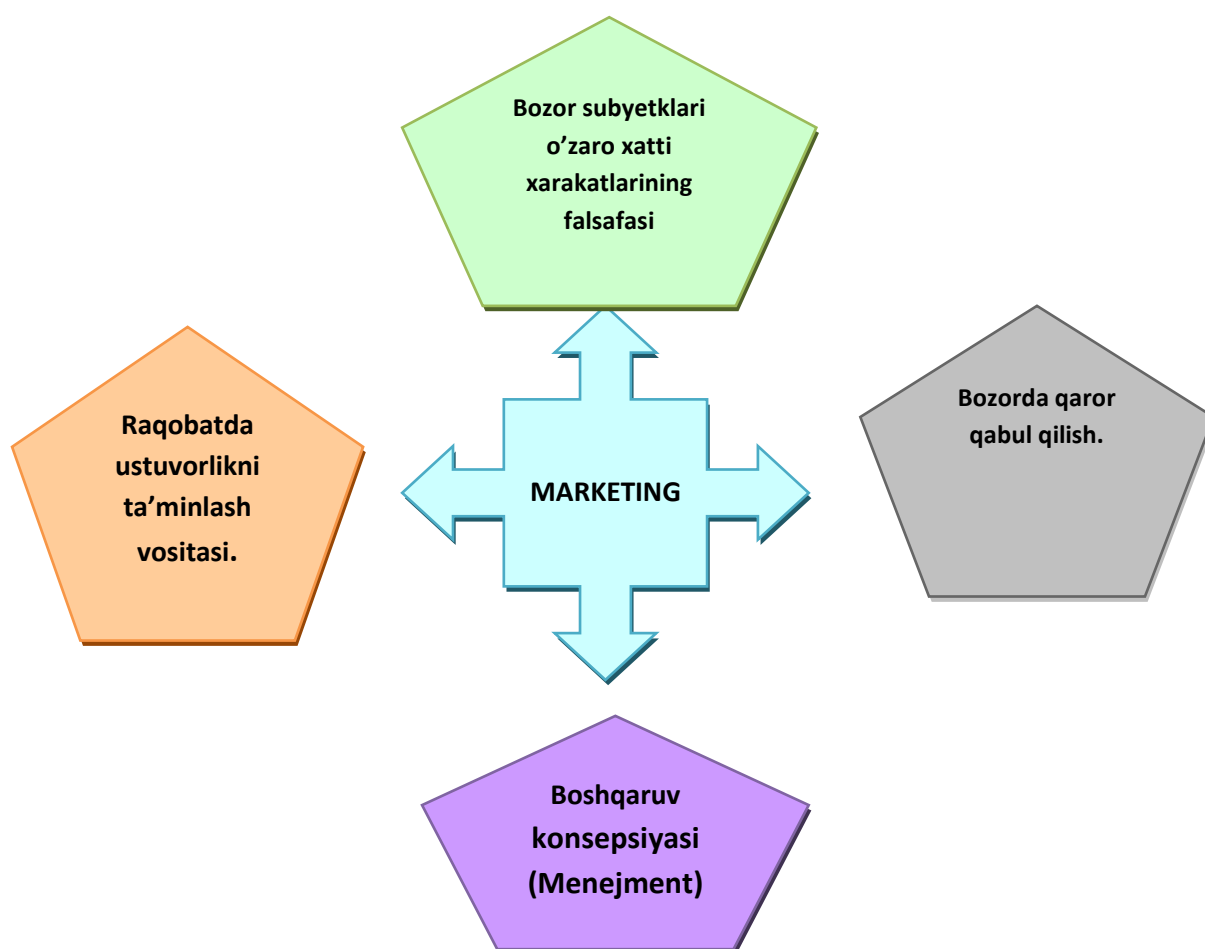 Bozor subyetklari
o’zaro xatti
xarakatlarining
falsafasi
Raqobatda
ustuvorlikni
ta’minlash
vositasi.
MARKETING
Bozorda qaror
qabul qilish.
Boshqaruv
konsepsiyasi
(Menejment)